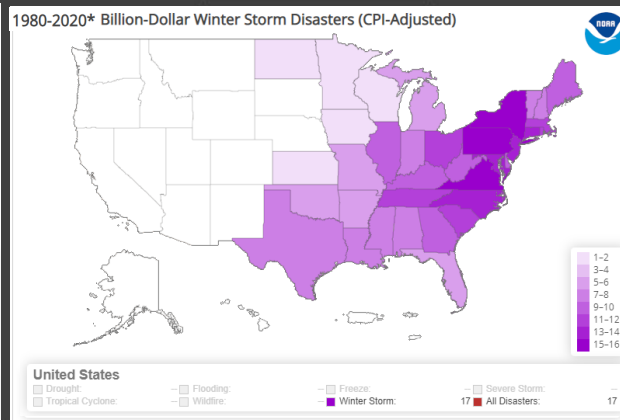 1980-2020* Billion-Dollar Winter Storm Disasters (CPI-Adjusted)
NOAA
1-2
3-4
5-6
7-8
9-10
11-12
13-14
15-16
United States
Drought: – Flooding: – Freeze: – Severe Storm: –
Tropical Cyclone: – Wildfire: – Winter Storm: 17 All Disasters: 17